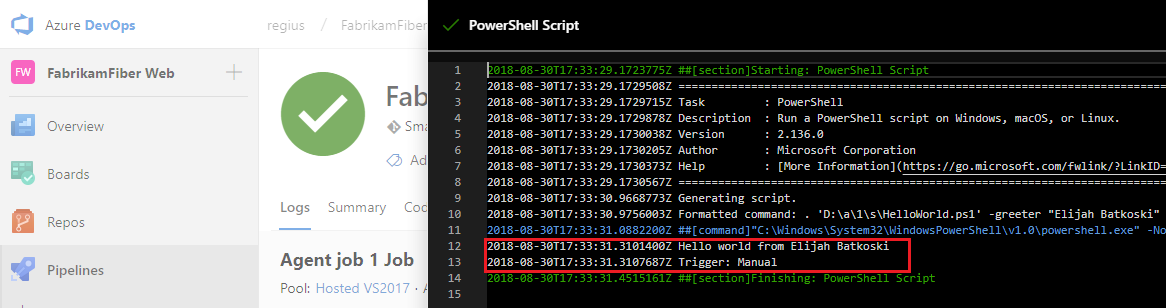 Azure DevOps
regius / FabrikamFiber
FW FabrikamFiber Web
Overview
Boards
Repos
Pipelines
Fab
Sma
Ad
Logs Summary Cod
Agent job 1 Job
Pool: Hosted VS2017 · A
PowerShell Script
1 2018-08-30T17:33:29.1723775Z ##[section]Starting: PowerShell Script
2 2018-08-30T17:33:29.1729508Z ==============================================================================
3 2018-08-30T17:33:29.1729715Z Task : PowerShell
4 2018-08-30T17:33:29.1729878Z Description : Run a PowerShell script on Windows, macOS, or Linux.
5 2018-08-30T17:33:29.1730038Z Version : 2.136.0
6 2018-08-30T17:33:29.1730205Z Author : Microsoft Corporation
7 2018-08-30T17:33:29.1730373Z Help : [More Information](https://go.microsoft.com/fwlink/?LinkID=
8 2018-08-30T17:33:29.1730567Z ==============================================================================
9 2018-08-30T17:33:30.9668773Z Generating script.
10 2018-08-30T17:33:30.9756003Z Formatted command: . 'D:\a\1\s\HelloWorld.ps1' -greeter "Elijah Batkoski"
11 2018-08-30T17:33:31.0882200Z ##[command]"C:\Windows\System32\WindowsPowerShell\v1.0\powershell.exe" -No
12 2018-08-30T17:33:31.3101400Z Hello world from Elijah Batkoski
13 2018-08-30T17:33:31.3107687Z Trigger: Manual
14 2018-08-30T17:33:31.4515161Z ##[section]Finishing: PowerShell Script
15